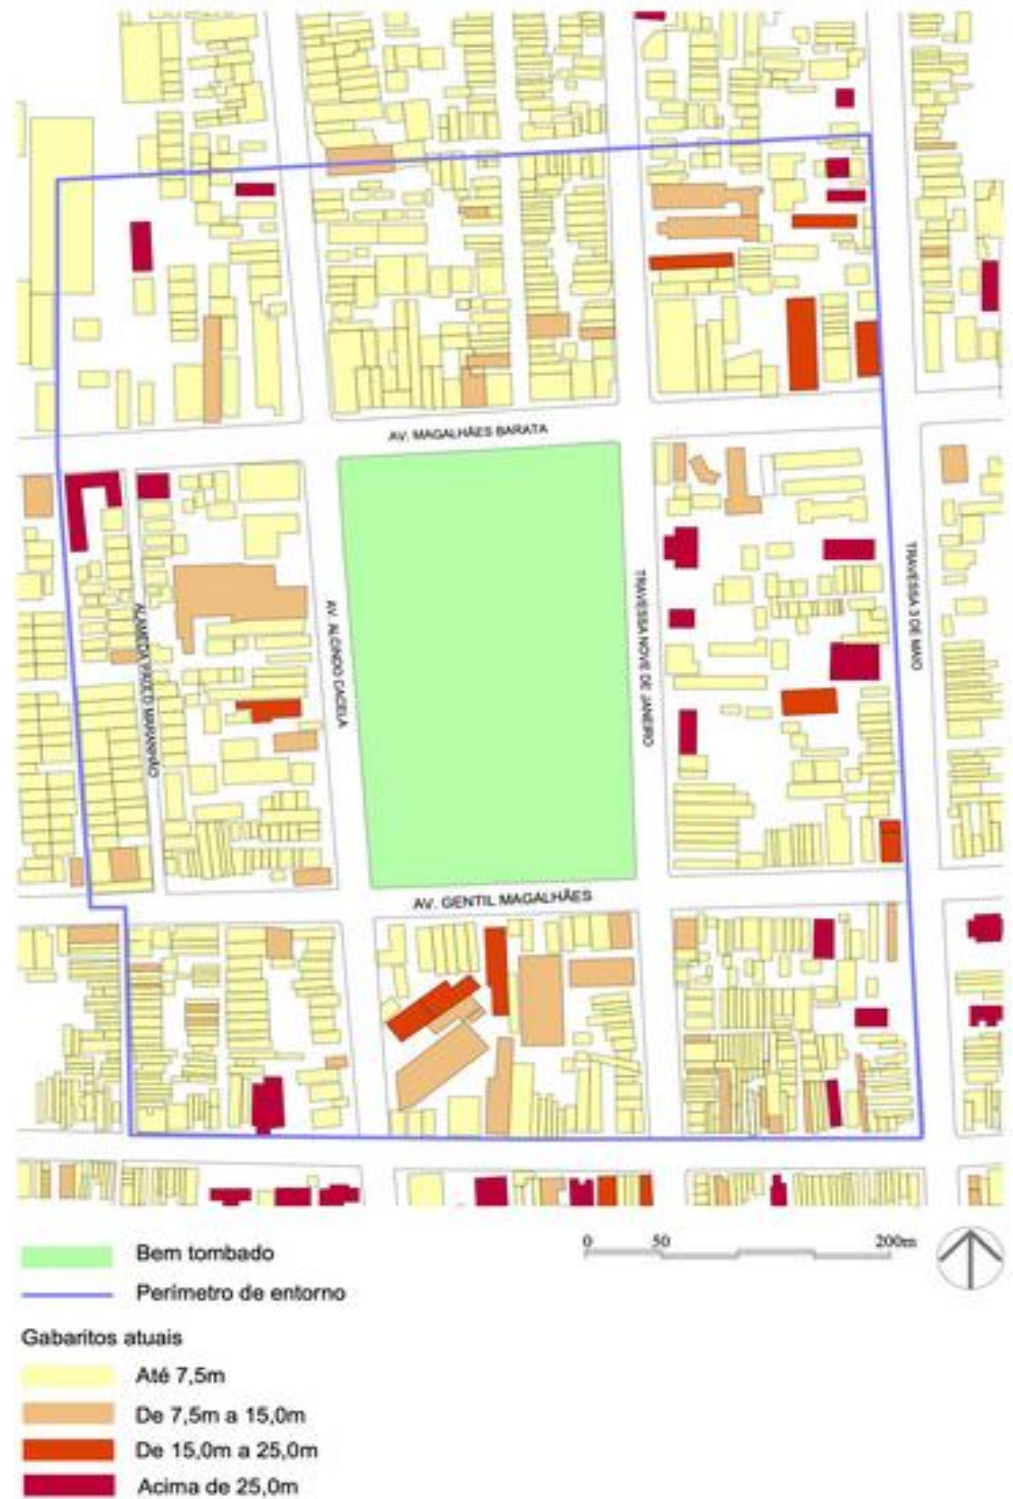 AV. MAGALHÃES BARATA
ALAMEDA PAULO MARANHÃO
AV. ALCINDO CACELA
TRAVESSA NOVE DE JANEIRO
TRAVESSA 3 DE MAIO
AV. GENTIL MAGALHÃES
Bem tombado
Perímetro de entorno
0 50 200m
Gabaritos atuais
Até 7,5m
De 7,5m a 15,0m
De 15,0m a 25,0m
Acima de 25,0m